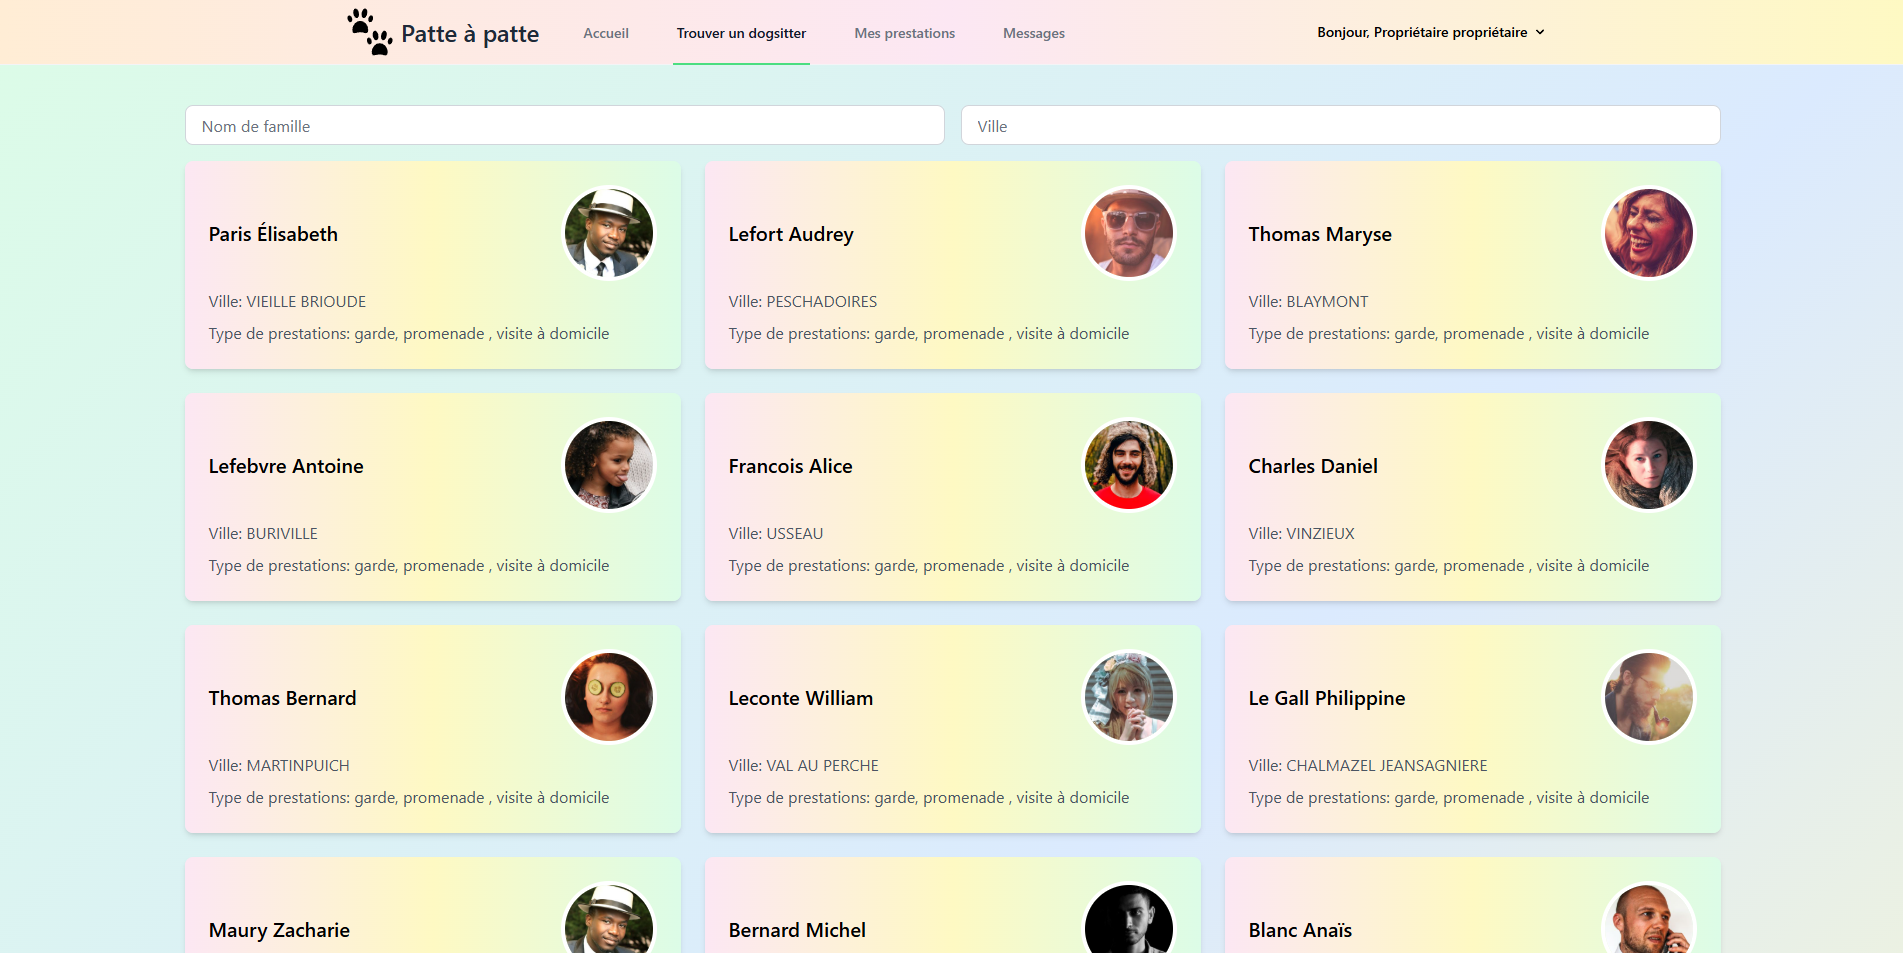 Patte à patte
Accueil
Trouver un dogsitter
Mes prestations
Messages
Bonjour, Propriétaire propriétaire
Nom de famille
Ville
Paris Élisabeth
Ville: VIEILLE BRIOUDE
Type de prestations: garde, promenade , visite à domicile
Lefort Audrey
Ville: PESCHADOIRES
Type de prestations: garde, promenade , visite à domicile
Thomas Maryse
Ville: BLAYMONT
Type de prestations: garde, promenade , visite à domicile
Lefebvre Antoine
Ville: BURIVILLE
Type de prestations: garde, promenade , visite à domicile
Francois Alice
Ville: USSEAU
Type de prestations: garde, promenade , visite à domicile
Charles Daniel
Ville: VINZIEUX
Type de prestations: garde, promenade , visite à domicile
Thomas Bernard
Ville: MARTINPUICH
Type de prestations: garde, promenade , visite à domicile
Leconte William
Ville: VAL AU PERCHE
Type de prestations: garde, promenade , visite à domicile
Le Gall Philippine
Ville: CHALMAZEL JEANSAGNIERE
Type de prestations: garde, promenade , visite à domicile
Maury Zacharie
Bernard Michel
Blanc Anaïs